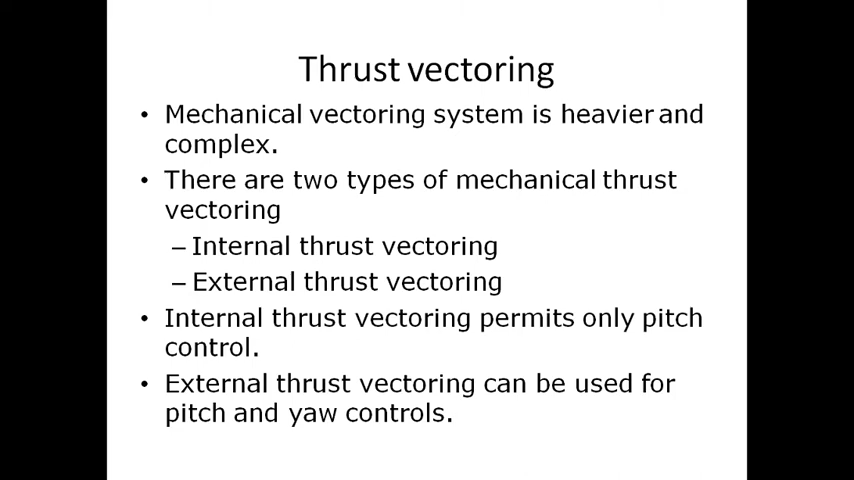 Thrust vectoring
• Mechanical vectoring system is heavier and
complex.
• There are two types of mechanical thrust
vectoring
– Internal thrust vectoring
– External thrust vectoring
• Internal thrust vectoring permits only pitch
control.
• External thrust vectoring can be used for
pitch and yaw controls.